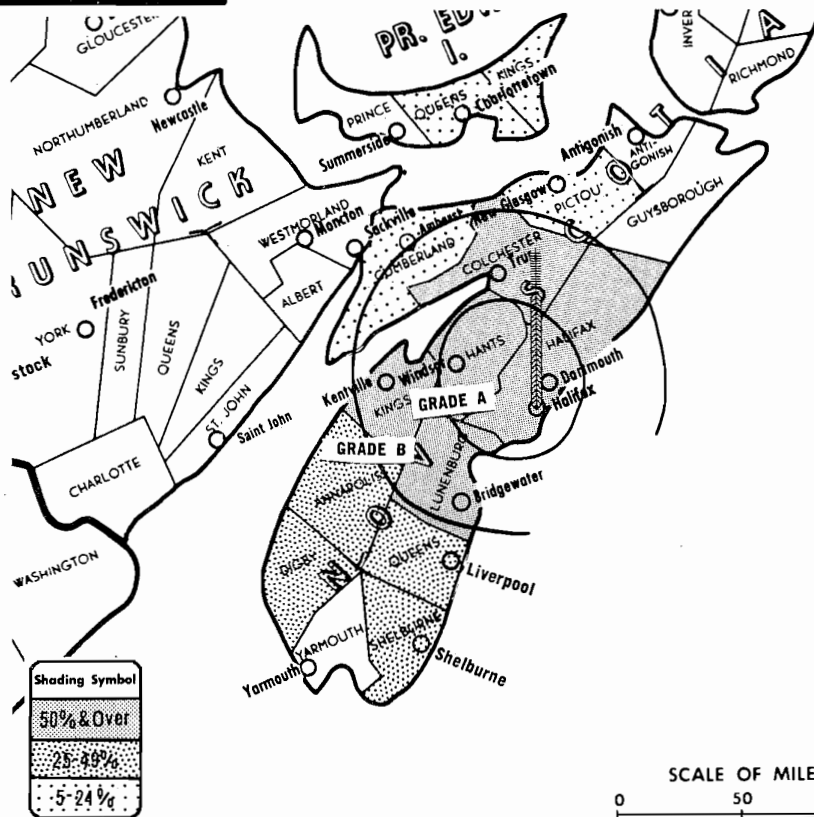 GLOUCESTER
NORTHUMBERLAND
Newcastle
NEW
KENT
RUNSWICK
WESTMORLAND
Moncton
Sackville
ALBERT
Fredericton
YORK
stock
SUNBURY
QUEENS
KINGS
ST. JOHN
Saint John
CHARLOTTE
WASHINGTON
PR. EDW
I.
PRINCE
QUEENS
KINGS
Charlottetown
Summerside
INVER
RICHMOND
Antigonish
ANTI-
GONISH
New Glasgow
PICTOU
GUYSBOROUGH
Amherst
CUMBERLAND
COLCHESTER
Trur
HANTS
HALIFAX
Windsor
Kentville
KINGS
Dartmouth
Halifax
GRADE A
GRADE B
LUNENBURG
Bridgewater
ANNAPOLIS
DIGBY
QUEENS
Liverpool
SHELBURNE
Shelburne
YARMOUTH
Yarmouth
N O V A S C O T I A
Shading Symbol
50% & Over
25-49%
5-24%
SCALE OF MILE
0 50